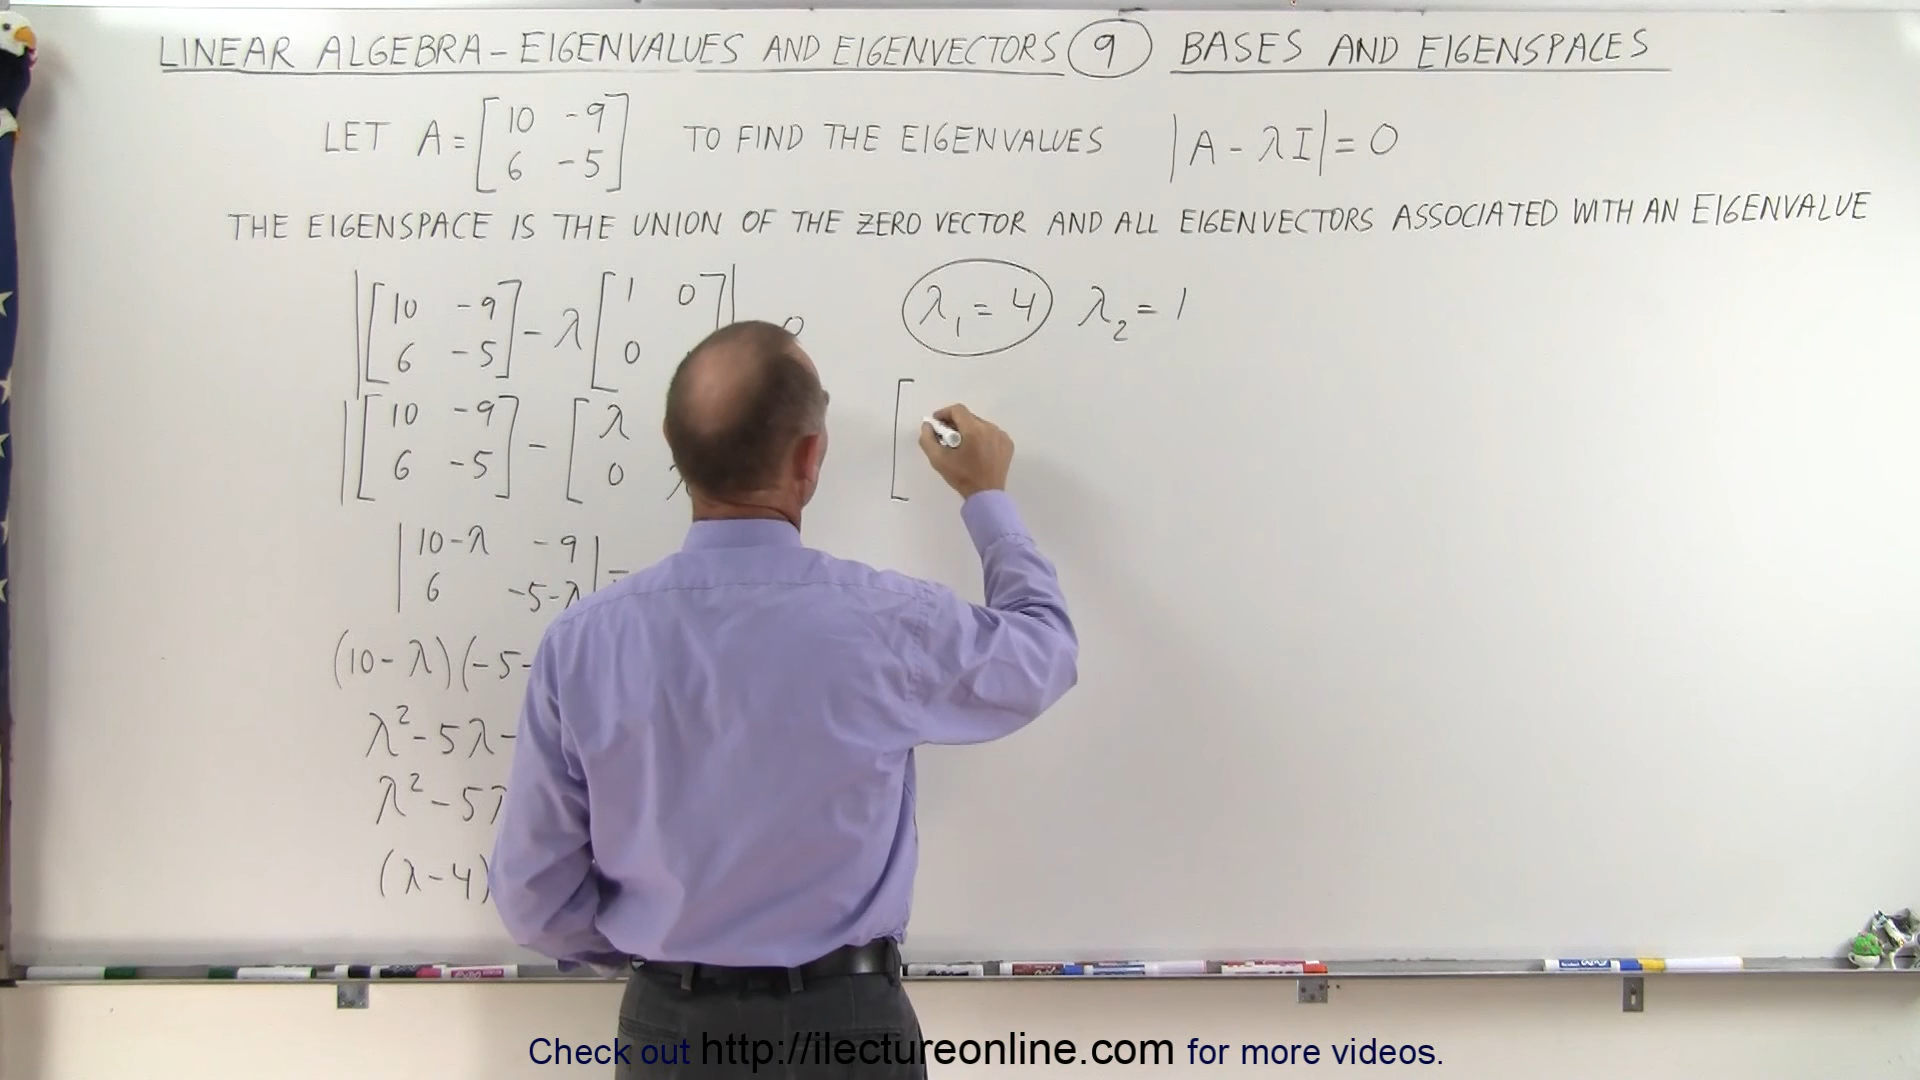 LINEAR ALGEBRA - EIGENVALUES AND EIGENVECTORS 9 BASES AND EIGENSPACES
LET A = [10 -9
6 -5] TO FIND THE EIGENVALUES |A - λI| = 0
THE EIGENSPACE IS THE UNION OF THE ZERO VECTOR AND ALL EIGENVECTORS ASSOCIATED WITH AN EIGENVALUE
|[10 -9
6 -5] - λ [1 0
0
0
λ₁ = 4 λ₂ = 1
[
|[10 -9
6 -5] - [λ
0 λ
|10-λ -9
6 -5-λ| =
(10-λ)(-5-
λ² - 5λ -
λ² - 5λ
(λ-4)
Check out http://ilectureonline.com for more videos.